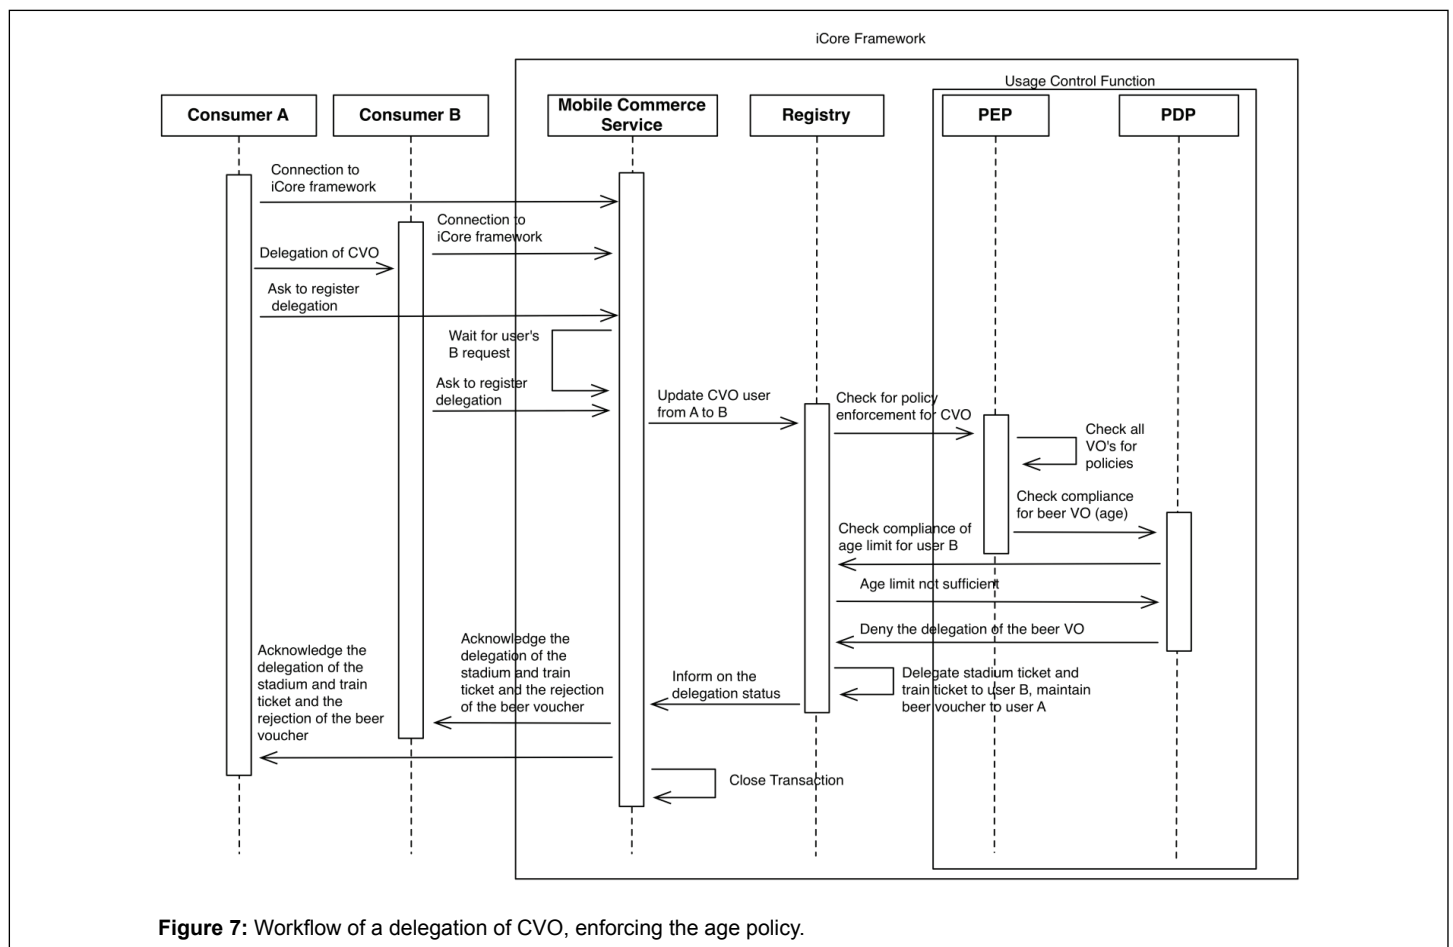 iCore Framework
Usage Control Function
Consumer A
Consumer B
Mobile Commerce
Service
Registry
PEP
PDP
Connection to
iCore framework
Connection to
iCore framework
Delegation of CVO
Ask to register
delegation
Wait for user's
B request
Ask to register
delegation
Update CVO user
from A to B
Check for policy
enforcement for CVO
Check all
VO's for
policies
Check compliance
for beer VO (age)
Check compliance of
age limit for user B
Age limit not sufficient
Deny the delegation of the beer VO
Delegate stadium ticket and
train ticket to user B, maintain
beer voucher to user A
Inform on the
delegation status
Acknowledge the
delegation of the
stadium and train
ticket and the rejection
of the beer voucher
Acknowledge the
delegation of the
stadium and train
ticket and the
rejection of the beer
voucher
Close Transaction
Figure 7: Workflow of a delegation of CVO, enforcing the age policy.